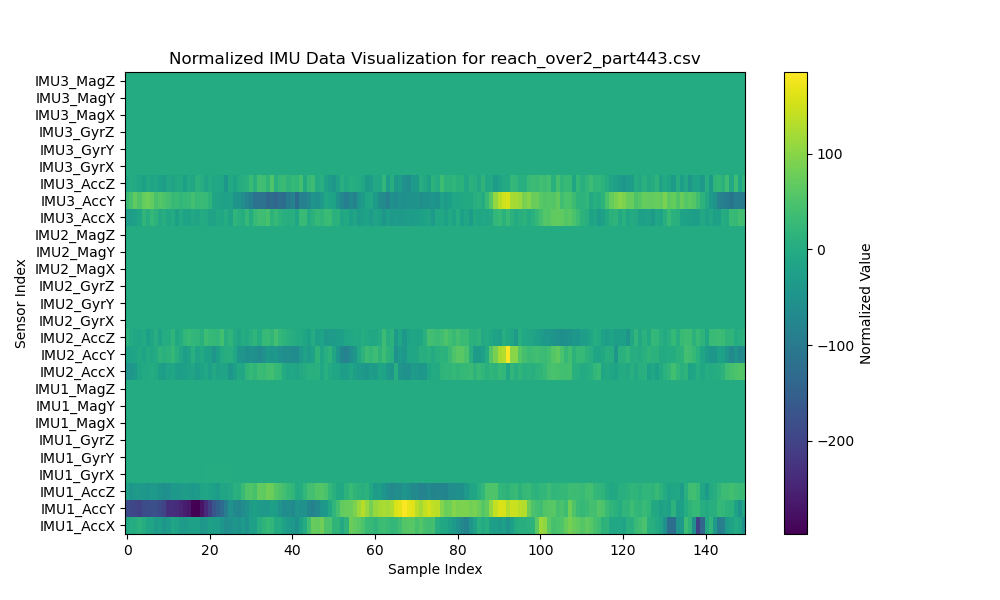 Normalized IMU Data Visualization for reach_over2_part443.csv
IMU3_MagZ
IMU3_MagY
IMU3_MagX
IMU3_GyrZ
IMU3_GyrY
IMU3_GyrX
IMU3_AccZ
IMU3_AccY
IMU3_AccX
IMU2_MagZ
IMU2_MagY
IMU2_MagX
IMU2_GyrZ
IMU2_GyrY
IMU2_GyrX
IMU2_AccZ
IMU2_AccY
IMU2_AccX
IMU1_MagZ
IMU1_MagY
IMU1_MagX
IMU1_GyrZ
IMU1_GyrY
IMU1_GyrX
IMU1_AccZ
IMU1_AccY
IMU1_AccX
Sensor Index
0 20 40 60 80 100 120 140
Sample Index
100
0
−100
−200
Normalized Value